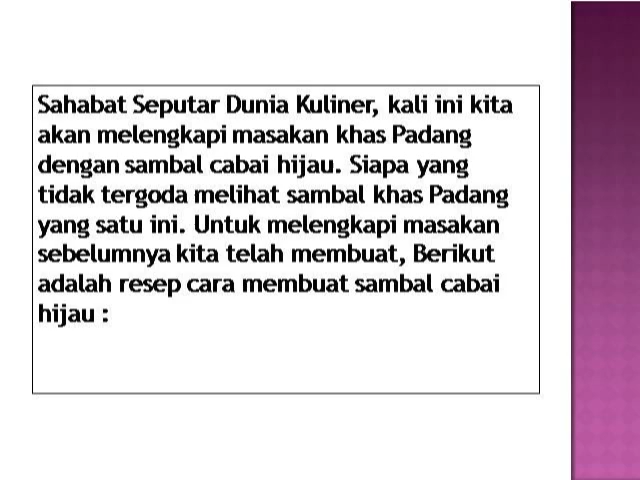 Sahabat Seputar Dunia Kuliner, kali ini kita
akan melengkapi masakan khas Padang
dengan sambal cabai hijau. Siapa yang
tidak tergoda melihat sambal khas Padang
yang satu ini. Untuk melengkapi masakan
sebelumnya kita telah membuat, Berikut
adalah resep cara membuat sambal cabai
hijau :